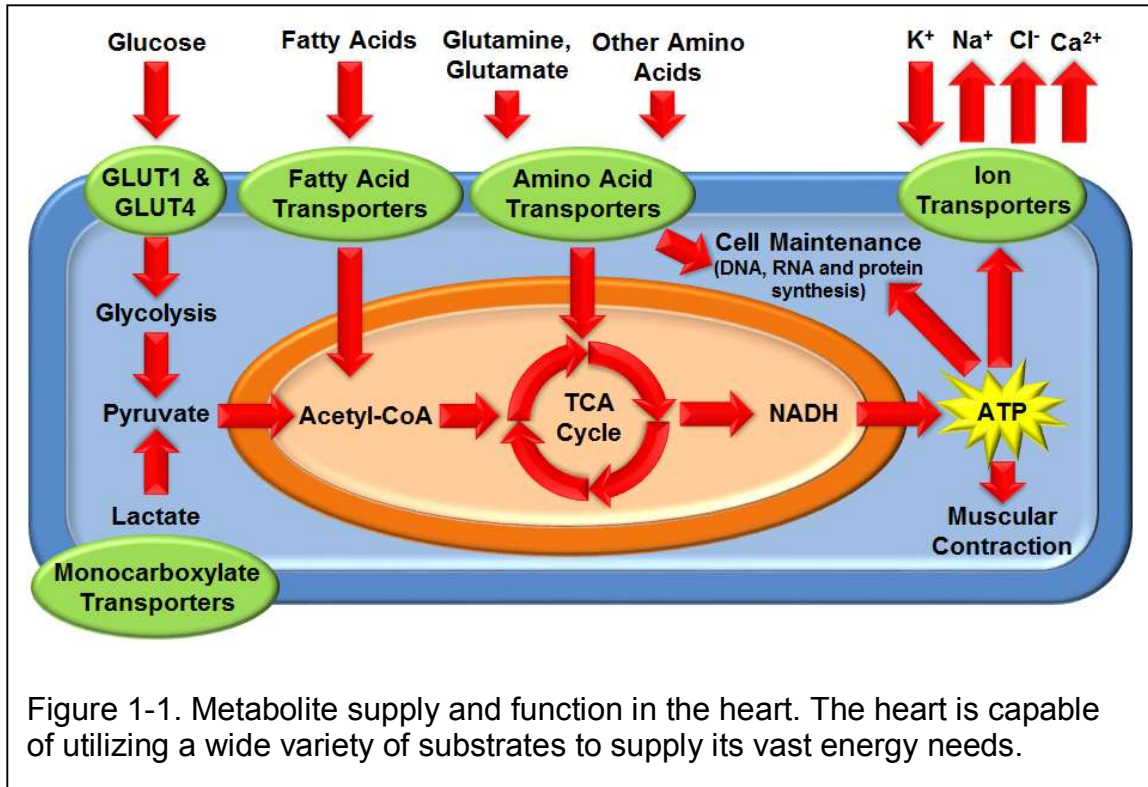 Glucose
Fatty Acids
Glutamine,
Glutamate
Other Amino
Acids
K⁺ Na⁺ Cl⁻ Ca²⁺
GLUT1 &
GLUT4
Fatty Acid
Transporters
Amino Acid
Transporters
Ion
Transporters
Cell Maintenance
(DNA, RNA and protein
synthesis)
Glycolysis
Pyruvate
Acetyl-CoA
TCA
Cycle
NADH
ATP
Lactate
Muscular
Contraction
Monocarboxylate
Transporters
Figure 1-1. Metabolite supply and function in the heart. The heart is capable
of utilizing a wide variety of substrates to supply its vast energy needs.